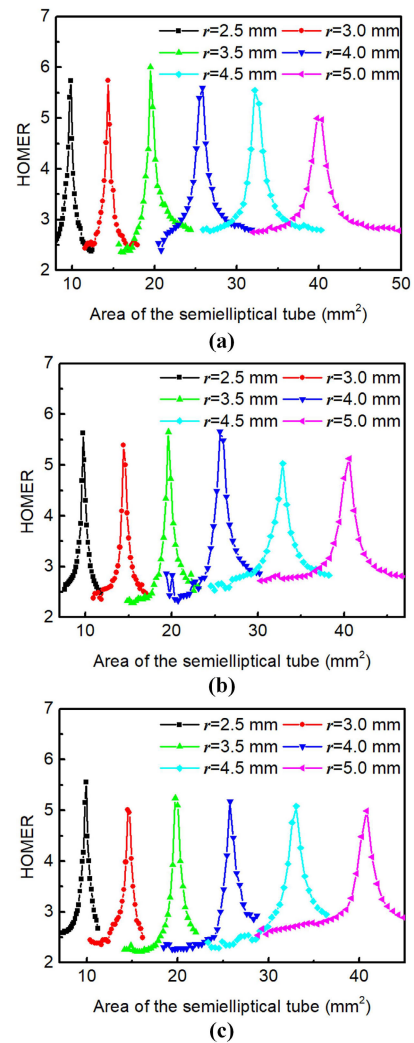 r=2.5 mm r=3.0 mm
r=3.5 mm r=4.0 mm
r=4.5 mm r=5.0 mm
7
6
5
4
3
2
HOMER
10 20 30 40 50
Area of the semielliptical tube (mm²)
(a)
r=2.5 mm r=3.0 mm
r=3.5 mm r=4.0 mm
r=4.5 mm r=5.0 mm
7
6
5
4
3
2
HOMER
10 20 30 40
Area of the semielliptical tube (mm²)
(b)
r=2.5 mm r=3.0 mm
r=3.5 mm r=4.0 mm
r=4.5 mm r=5.0 mm
7
6
5
4
3
2
HOMER
10 20 30 40
Area of the semielliptical tube (mm²)
(c)